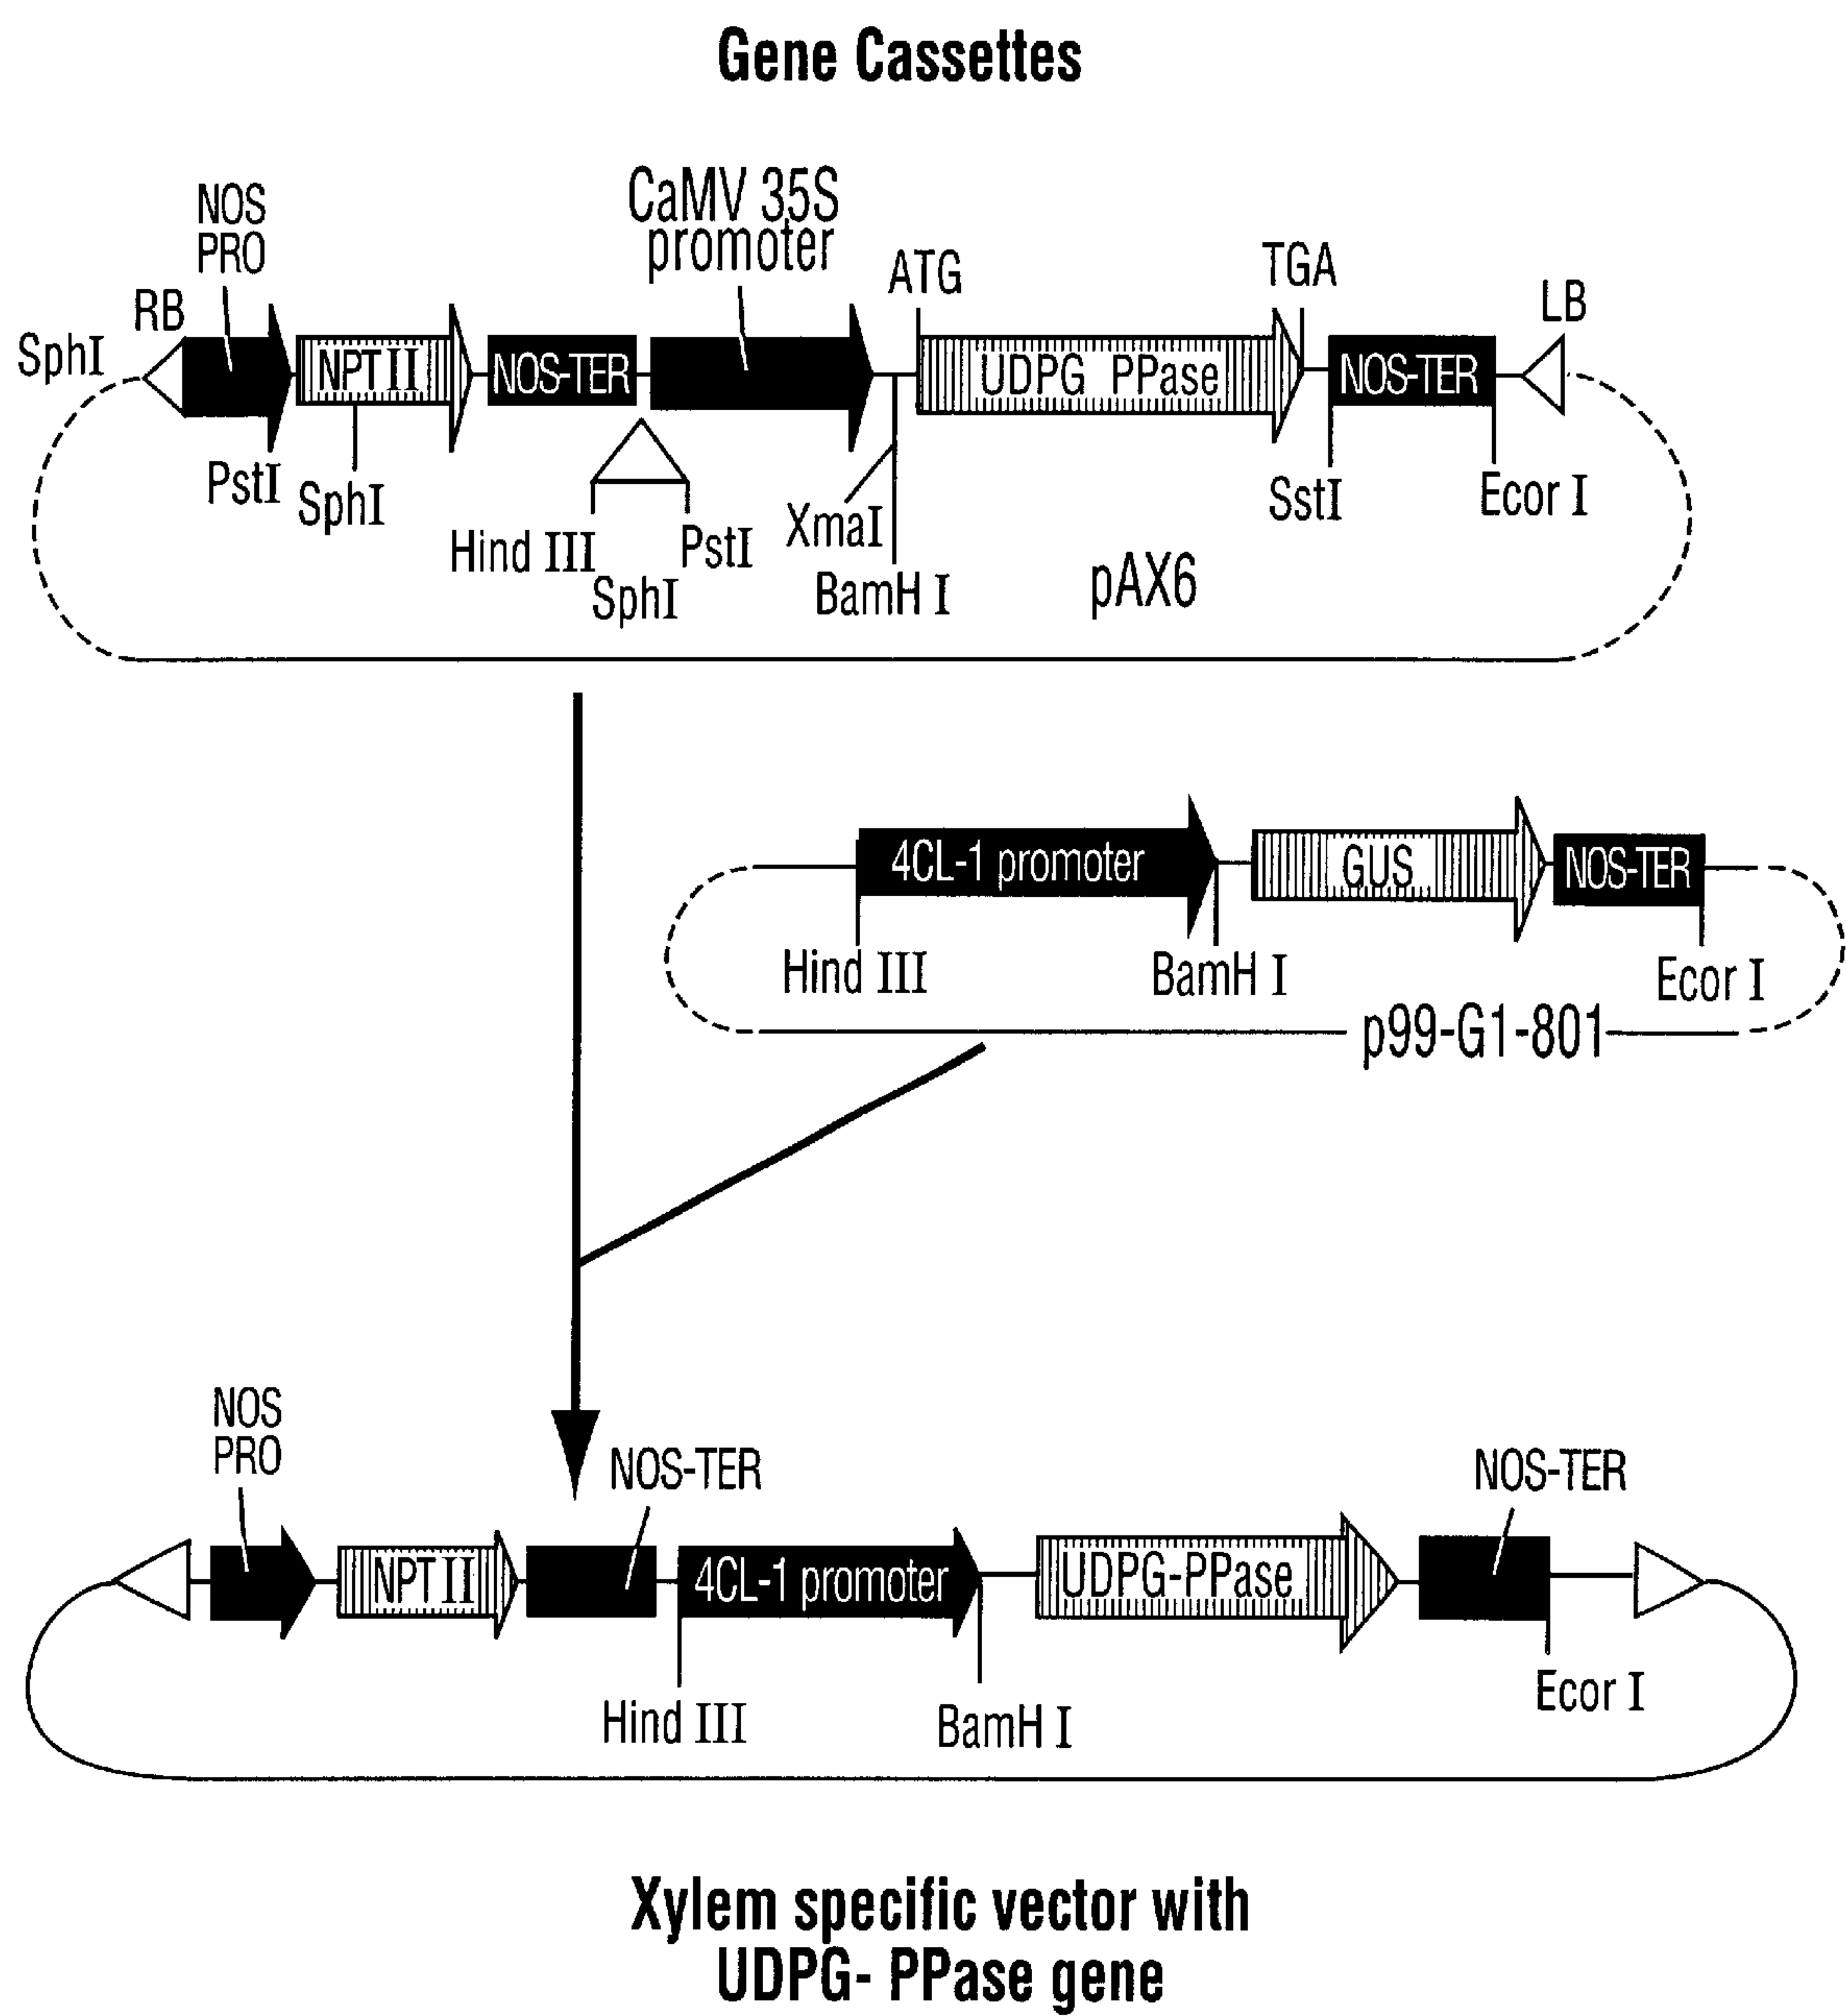 Gene Cassettes
NOS
PRO
CaMV 35S
promoter
ATG
TGA
RB
LB
SphI
NPT II
NOS-TER
UDPG PPase
NOS-TER
PstI
SphI
Hind III
SphI
PstI
XmaI
BamH I
SstI
Ecor I
pAX6
4CL-1 promoter
GUS
NOS-TER
Hind III
BamH I
Ecor I
p99-G1-801
NOS
PRO
NOS-TER
NOS-TER
NPT II
4CL-1 promoter
UDPG-PPase
Hind III
BamH I
Ecor I
Xylem specific vector with
UDPG- PPase gene